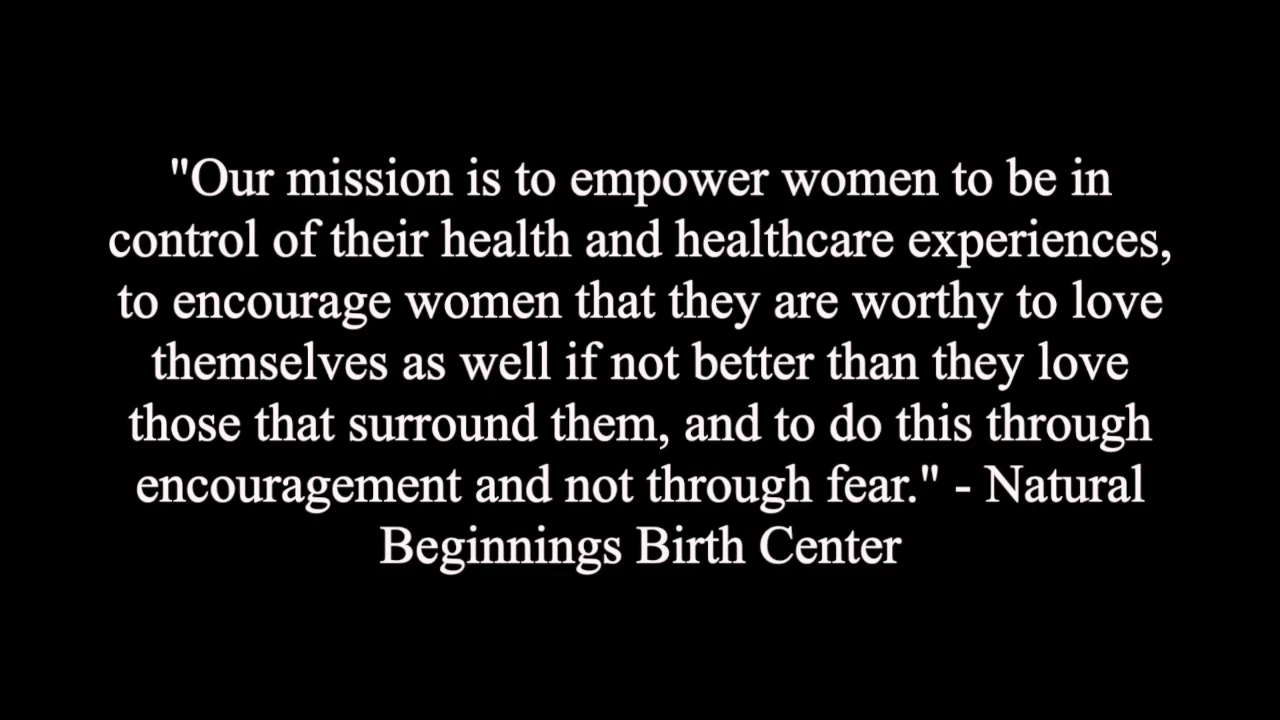 "Our mission is to empower women to be in
control of their health and healthcare experiences,
to encourage women that they are worthy to love
themselves as well if not better than they love
those that surround them, and to do this through
encouragement and not through fear." - Natural
Beginnings Birth Center